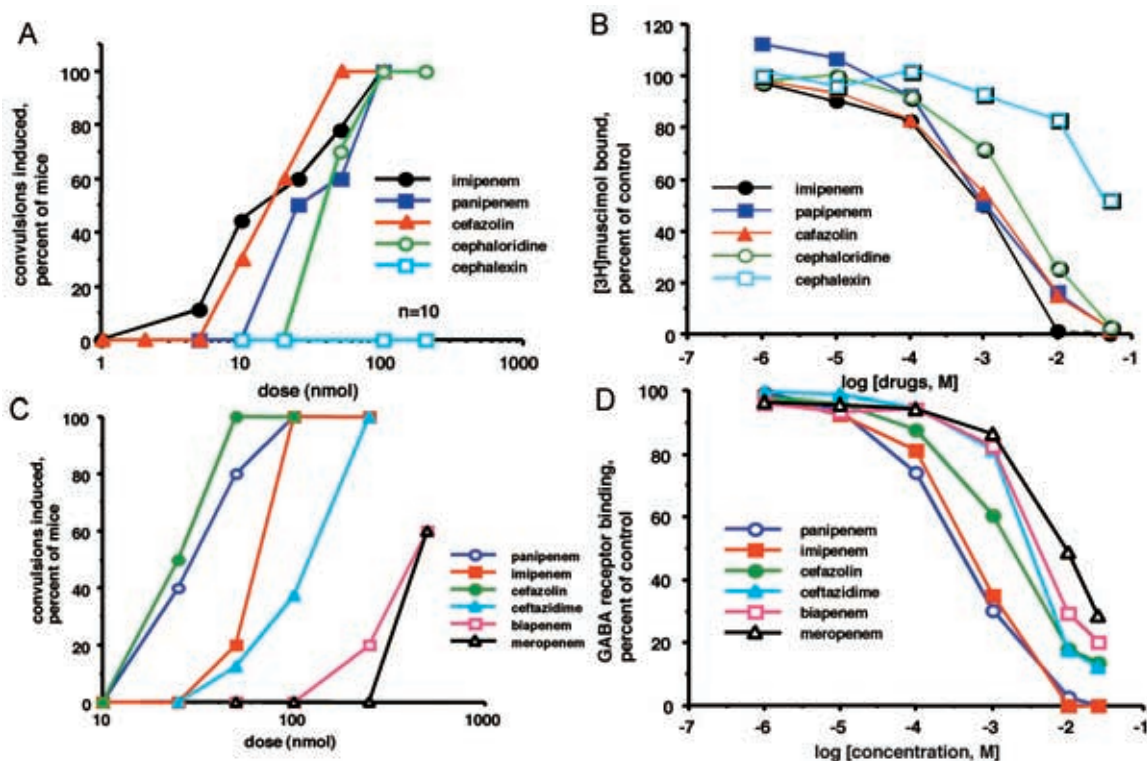 A
convulsions induced,
percent of mice
100
80
60
40
20
0
1
10
100
1000
dose (nmol)
imipenem
panipenem
cefazolin
cephaloridine
cephalexin
n=10
B
[3H]muscimol bound,
percent of control
120
100
80
60
40
20
0
-7
-6
-5
-4
-3
-2
-1
log [drugs, M]
imipenem
papipenem
cafazolin
cephaloridine
cephalexin
C
convulsions induced,
percent of mice
100
80
60
40
20
0
10
100
1000
dose (nmol)
panipenem
imipenem
cefazolin
ceftazidime
biapenem
meropenem
D
GABA receptor binding,
percent of control
100
80
60
40
20
0
-7
-6
-5
-4
-3
-2
-1
log [concentration, M]
panipenem
imipenem
cefazolin
ceftazidime
biapenem
meropenem